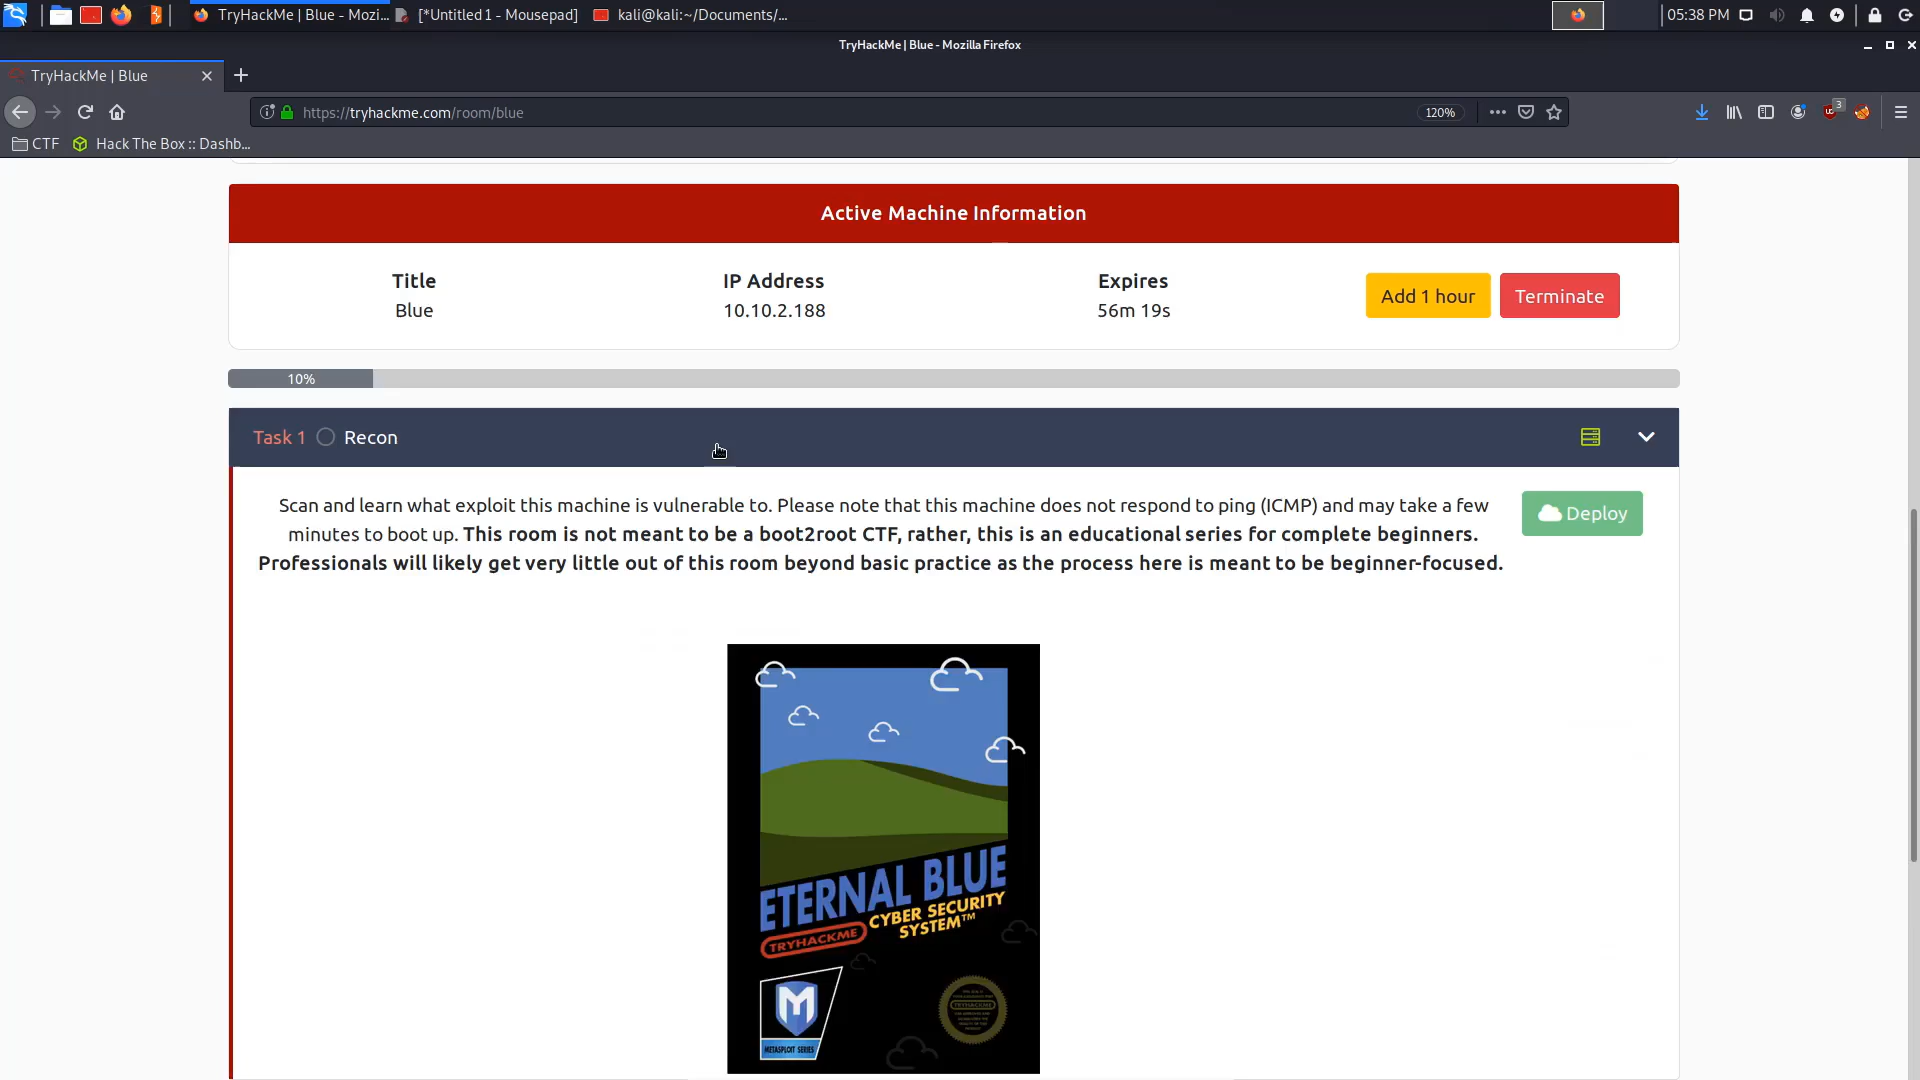 TryHackMe | Blue - Mozi...
[*Untitled 1 - Mousepad]
kali@kali:~/Documents/...
05:38 PM
TryHackMe | Blue - Mozilla Firefox
TryHackMe | Blue
https://tryhackme.com/room/blue
120%
3
CTF
Hack The Box :: Dashb...
Active Machine Information
Title
IP Address
Expires
Blue
10.10.2.188
56m 19s
Add 1 hour
Terminate
10%
Task 1
Recon
Scan and learn what exploit this machine is vulnerable to. Please note that this machine does not respond to ping (ICMP) and may take a few
minutes to boot up. This room is not meant to be a boot2root CTF, rather, this is an educational series for complete beginners.
Professionals will likely get very little out of this room beyond basic practice as the process here is meant to be beginner-focused.
Deploy
ETERNAL BLUE
CYBER SECURITY
SYSTEM™
TRYHACKME
M
METASPLOIT SERIES